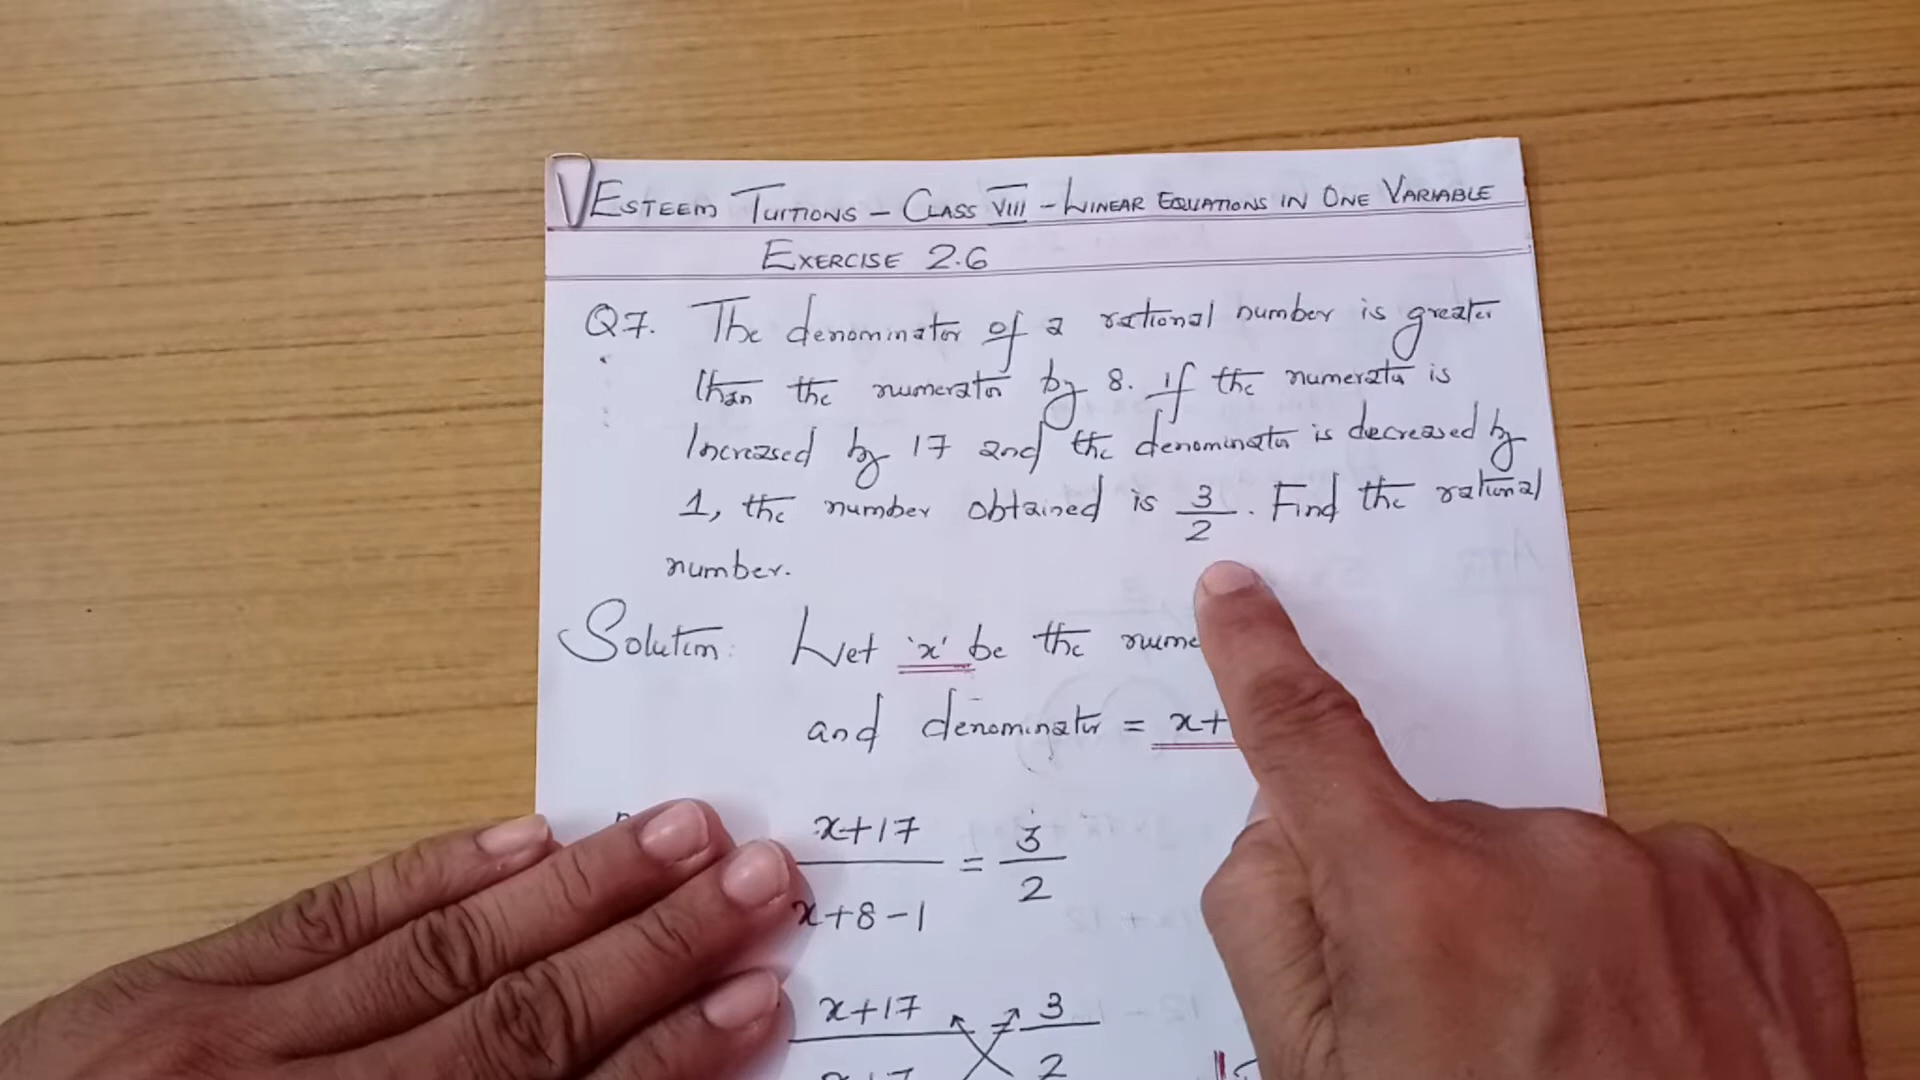 ESTEEM TUITIONS - CLASS VIII - LINEAR EQUATIONS IN ONE VARIABLE
EXERCISE 2.6
Q7. The denominator of a rational number is greater
than the numerator by 8. if the numerator is
Increased by 17 and the denominator is decreased by
1, the number obtained is 3/2. Find the rational
number.
Solution: Let 'x' be the
and denominator = x+
x+17 / x+8-1 = 3/2
x+17 / x+7 = 3/2